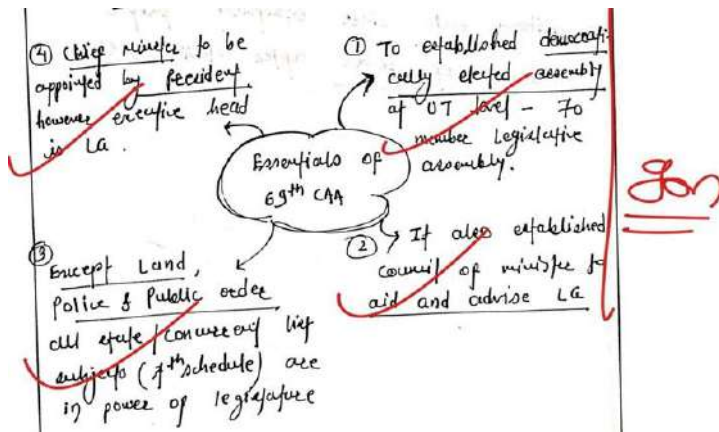 ① To established democrati-
cally elected assembly
at UT level - 70
member Legislative
assembly.
② It also established
council of ministre to
aid and advise LG
③
Except Land,
Police & Public order
all state/concurrent list
subjects (7th schedule) are
in power of legislature
④ Chief minister to be
appointed by President
however executive head
is LG.
Essentials of
69th CAA